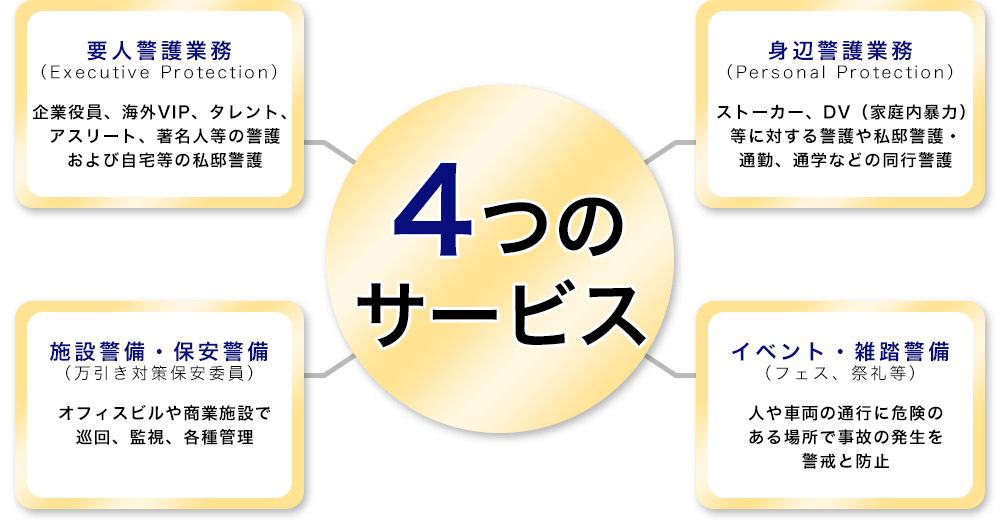 要人警護業務
（Executive Protection）
企業役員、海外VIP、タレント、
アスリート、著名人等の警護
および自宅等の私邸警護
身辺警護業務
（Personal Protection）
ストーカー、DV（家庭内暴力）
等に対する警護や私邸警護・
通勤、通学などの同行警護
4つの
サービス
施設警備・保安警備
（万引き対策保安委員）
オフィスビルや商業施設で
巡回、監視、各種管理
イベント・雑踏警備
（フェス、祭礼等）
人や車両の通行に危険の
ある場所で事故の発生を
警戒と防止